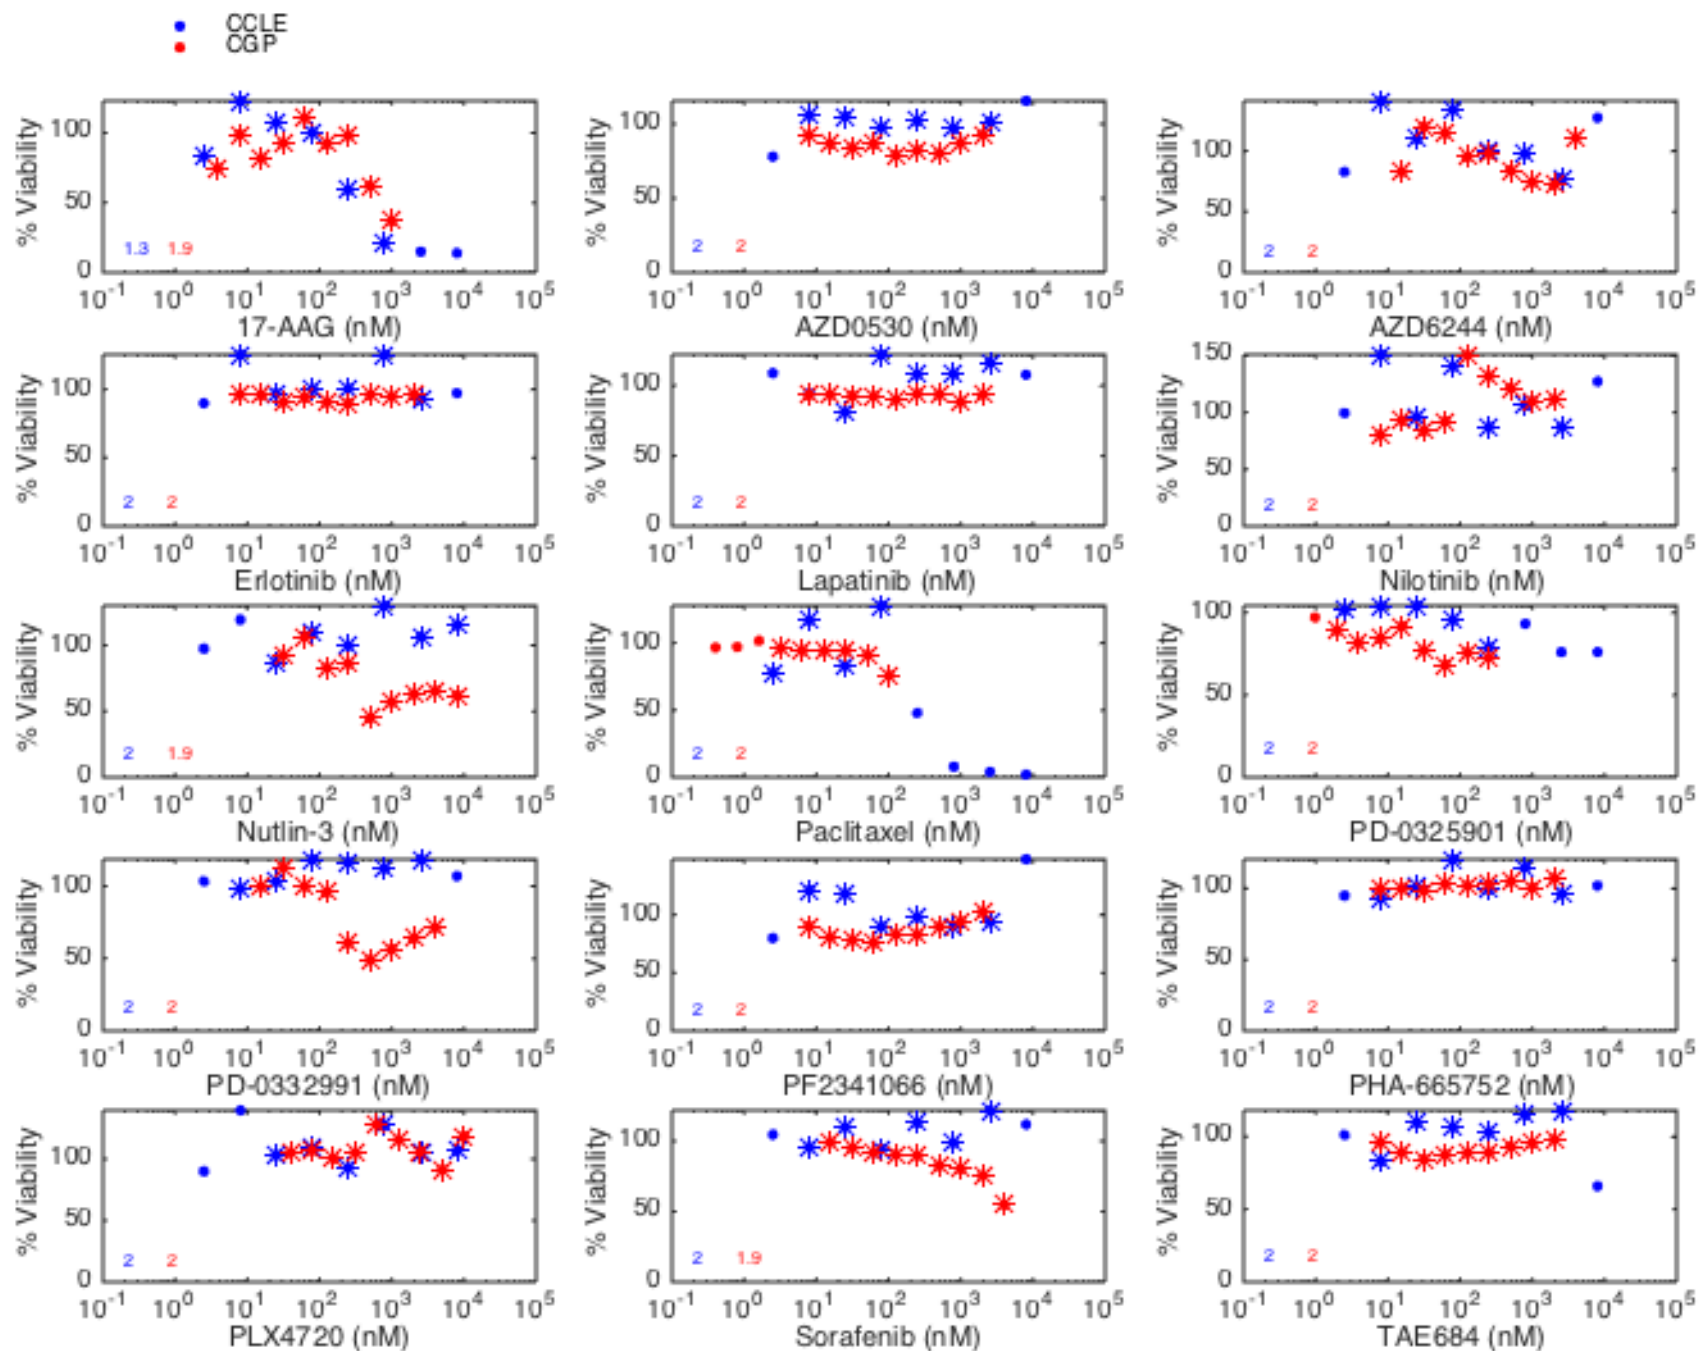 CCLE
CGP
% Viability 100 50 0 1.3 1.9
% Viability 100 50 0 2 2
% Viability 100 50 0 2 2
10^-1 10^0 10^1 10^2 10^3 10^4 10^5
10^-1 10^0 10^1 10^2 10^3 10^4 10^5
10^-1 10^0 10^1 10^2 10^3 10^4 10^5
17-AAG (nM)
AZD0530 (nM)
AZD6244 (nM)
% Viability 100 50 0 2 2
% Viability 100 50 0 2 2
% Viability 150 100 50 0 2 2
10^-1 10^0 10^1 10^2 10^3 10^4 10^5
10^-1 10^0 10^1 10^2 10^3 10^4 10^5
10^-1 10^0 10^1 10^2 10^3 10^4 10^5
Erlotinib (nM)
Lapatinib (nM)
Nilotinib (nM)
% Viability 100 50 0 2 1.9
% Viability 100 50 0 2 2
% Viability 100 50 0 2 2
10^-1 10^0 10^1 10^2 10^3 10^4 10^5
10^-1 10^0 10^1 10^2 10^3 10^4 10^5
10^-1 10^0 10^1 10^2 10^3 10^4 10^5
Nutlin-3 (nM)
Paclitaxel (nM)
PD-0325901 (nM)
% Viability 100 50 0 2 2
% Viability 100 50 0 2 2
% Viability 100 50 0 2 2
10^-1 10^0 10^1 10^2 10^3 10^4 10^5
10^-1 10^0 10^1 10^2 10^3 10^4 10^5
10^-1 10^0 10^1 10^2 10^3 10^4 10^5
PD-0332991 (nM)
PF2341066 (nM)
PHA-665752 (nM)
% Viability 100 50 0 2 2
% Viability 100 50 0 2 1.9
% Viability 100 50 0 2 2
10^-1 10^0 10^1 10^2 10^3 10^4 10^5
10^-1 10^0 10^1 10^2 10^3 10^4 10^5
10^-1 10^0 10^1 10^2 10^3 10^4 10^5
PLX4720 (nM)
Sorafenib (nM)
TAE684 (nM)